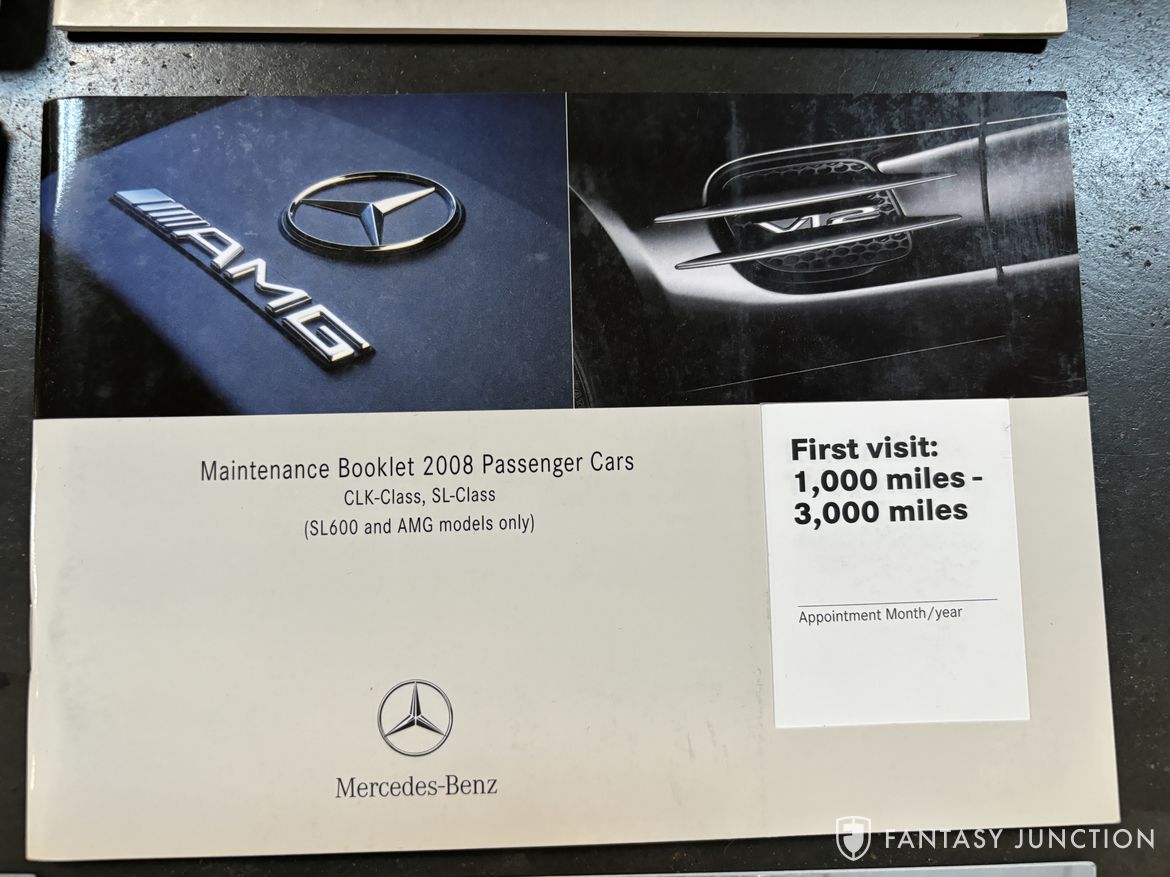 AMG
V12
Maintenance Booklet 2008 Passenger Cars
CLK-Class, SL-Class
(SL600 and AMG models only)
First visit:
1,000 miles -
3,000 miles
Appointment Month/year
Mercedes-Benz
FANTASY JUNCTION